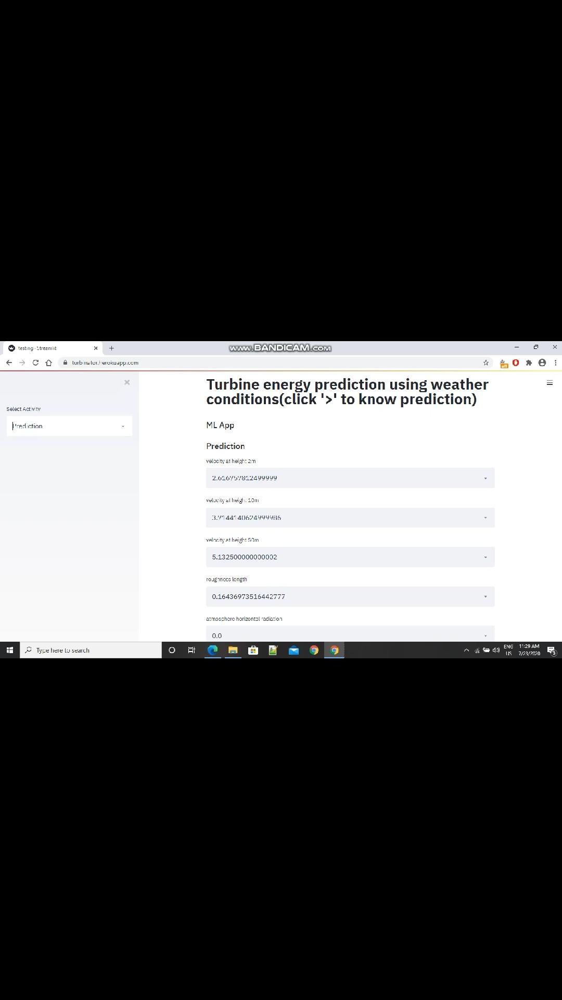 testing · Streamlit
www.BANDICAM.com
turbinator.herokuapp.com
Turbine energy prediction using weather
conditions(click '>' to know prediction)
Select Activity
Prediction
ML App
Prediction
velocity at height 2m
2.616757812499999
velocity at height 10m
3.7144140624999986
velocity at height 50m
5.132500000000002
roughness length
0.16436973516442777
atmosphere horizontal radiation
0.0
Type here to search
ENG
US
11:29 AM
7/23/2020
3